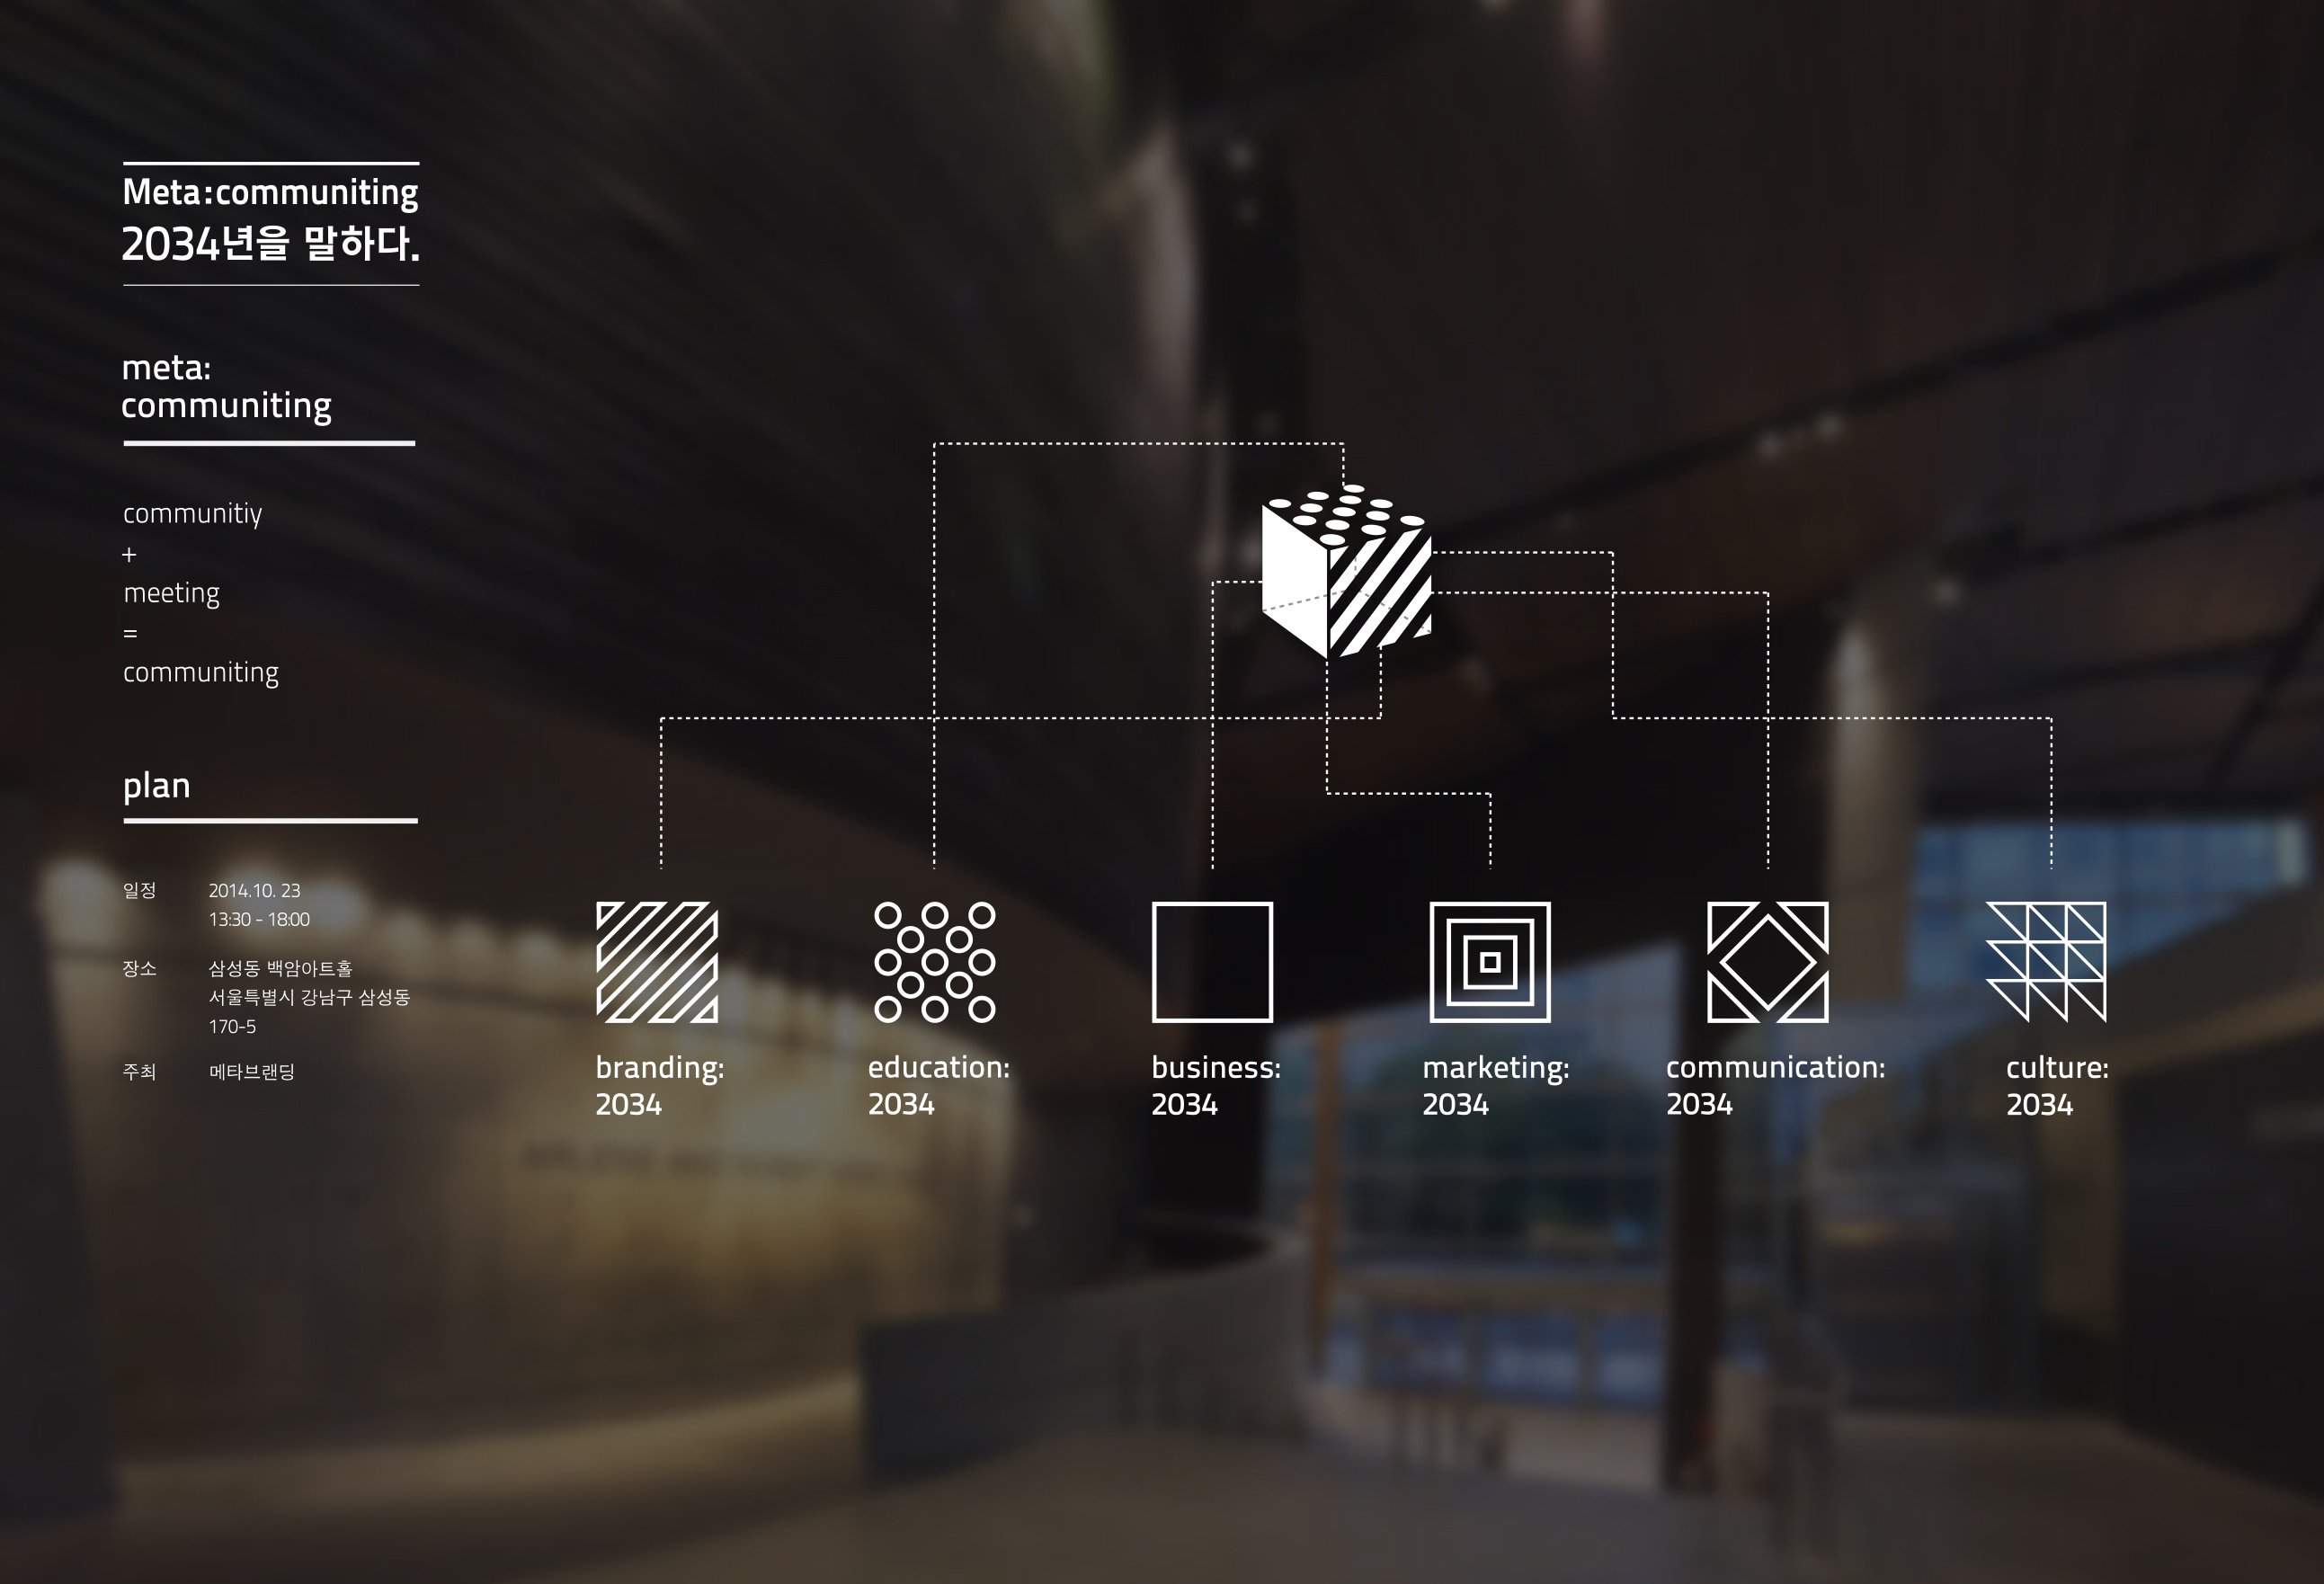 Meta:communiting
2034년을 말하다.
meta:
communiting
communitiy
+
meeting
=
communiting
plan
일정 2014.10. 23
13:30 - 18:00
장소 삼성동 백암아트홀
서울특별시 강남구 삼성동
170-5
주최 메타브랜딩
branding:
2034
education:
2034
business:
2034
marketing:
2034
communication:
2034
culture:
2034